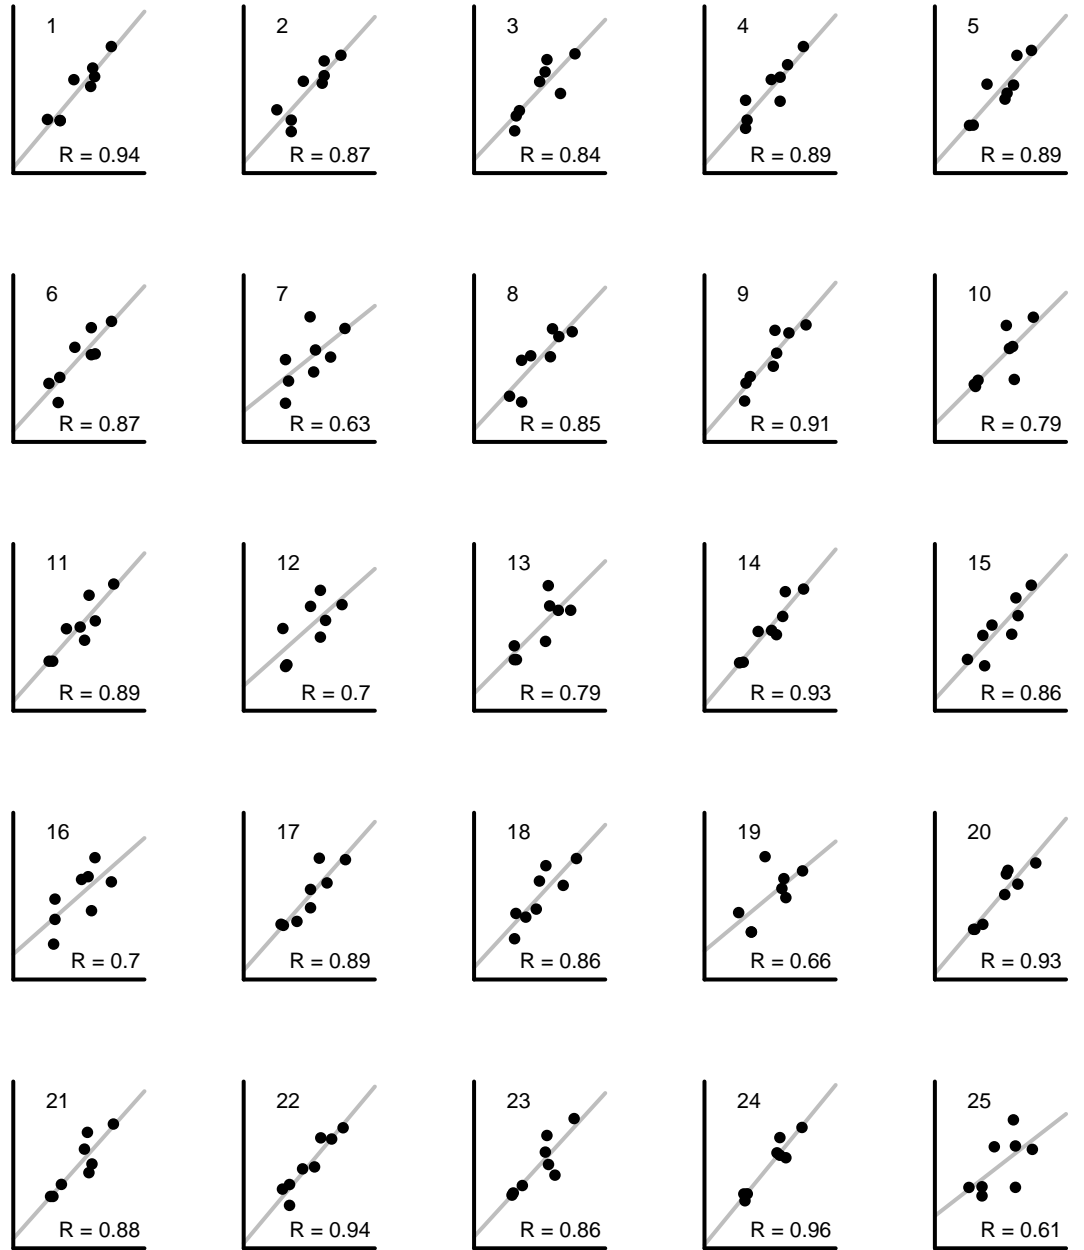 1
R = 0.94
2
R = 0.87
3
R = 0.84
4
R = 0.89
5
R = 0.89
6
R = 0.87
7
R = 0.63
8
R = 0.85
9
R = 0.91
10
R = 0.79
11
R = 0.89
12
R = 0.7
13
R = 0.79
14
R = 0.93
15
R = 0.86
16
R = 0.7
17
R = 0.89
18
R = 0.86
19
R = 0.66
20
R = 0.93
21
R = 0.88
22
R = 0.94
23
R = 0.86
24
R = 0.96
25
R = 0.61